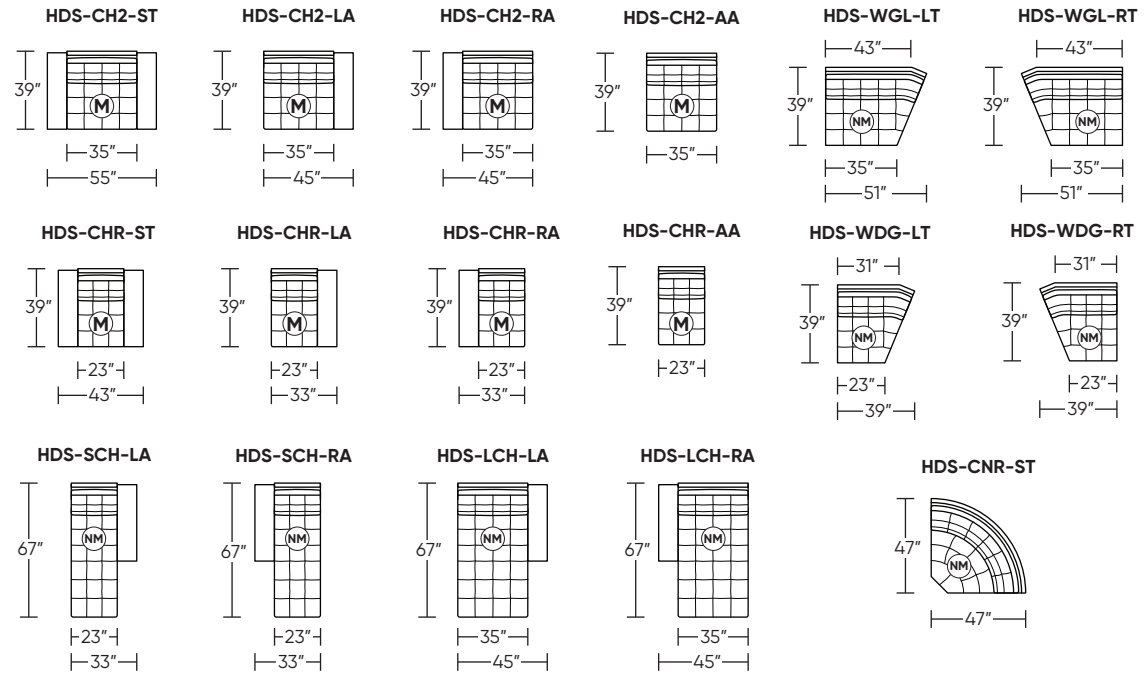 HDS-CH2-ST HDS-CH2-LA HDS-CH2-RA HDS-CH2-AA HDS-WGL-LT HDS-WGL-RT
43″ 43″
39″ 39″ 39″ 39″ 39″ 39″
M M M M NM NM
35″ 35″ 35″ 35″ 35″ 35″
55″ 45″ 45″ 51″ 51″
HDS-CHR-ST HDS-CHR-LA HDS-CHR-RA HDS-CHR-AA HDS-WDG-LT HDS-WDG-RT
31″ 31″
39″ 39″ 39″ 39″ 39″ 39″
M M M M NM NM
23″ 23″ 23″ 23″ 23″ 23″
43″ 33″ 33″ 39″ 39″
HDS-SCH-LA HDS-SCH-RA HDS-LCH-LA HDS-LCH-RA HDS-CNR-ST
67″ 67″ 67″ 67″ 47″
NM NM NM NM NM
23″ 23″ 35″ 35″ 47″
33″ 33″ 45″ 45″